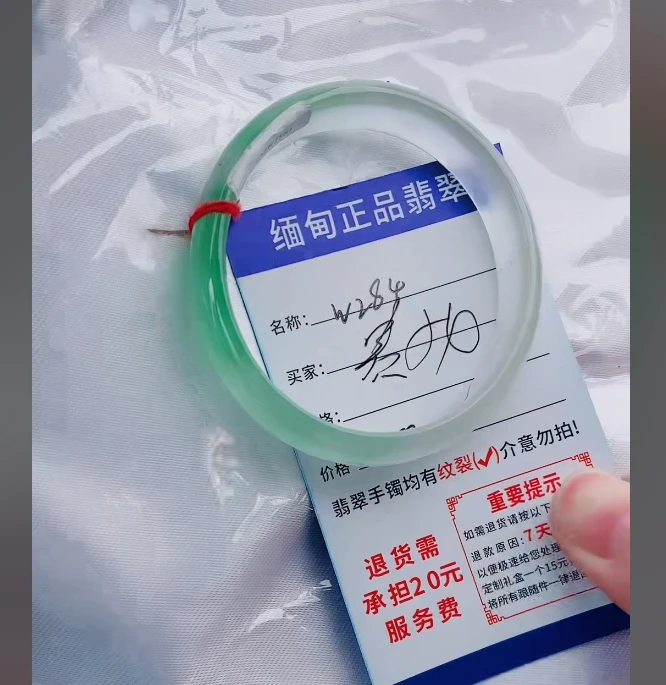 缅甸正品翡翠
名称: W284
买家:
格:
价格
翡翠手镯均有纹裂(✓)介意勿拍!
退货需
承担20元
服务费
重要提示
如需退货请按以下
退款原因:7天
以便极速给您处理
定制礼盒一个15元
将所有跟随件一律退